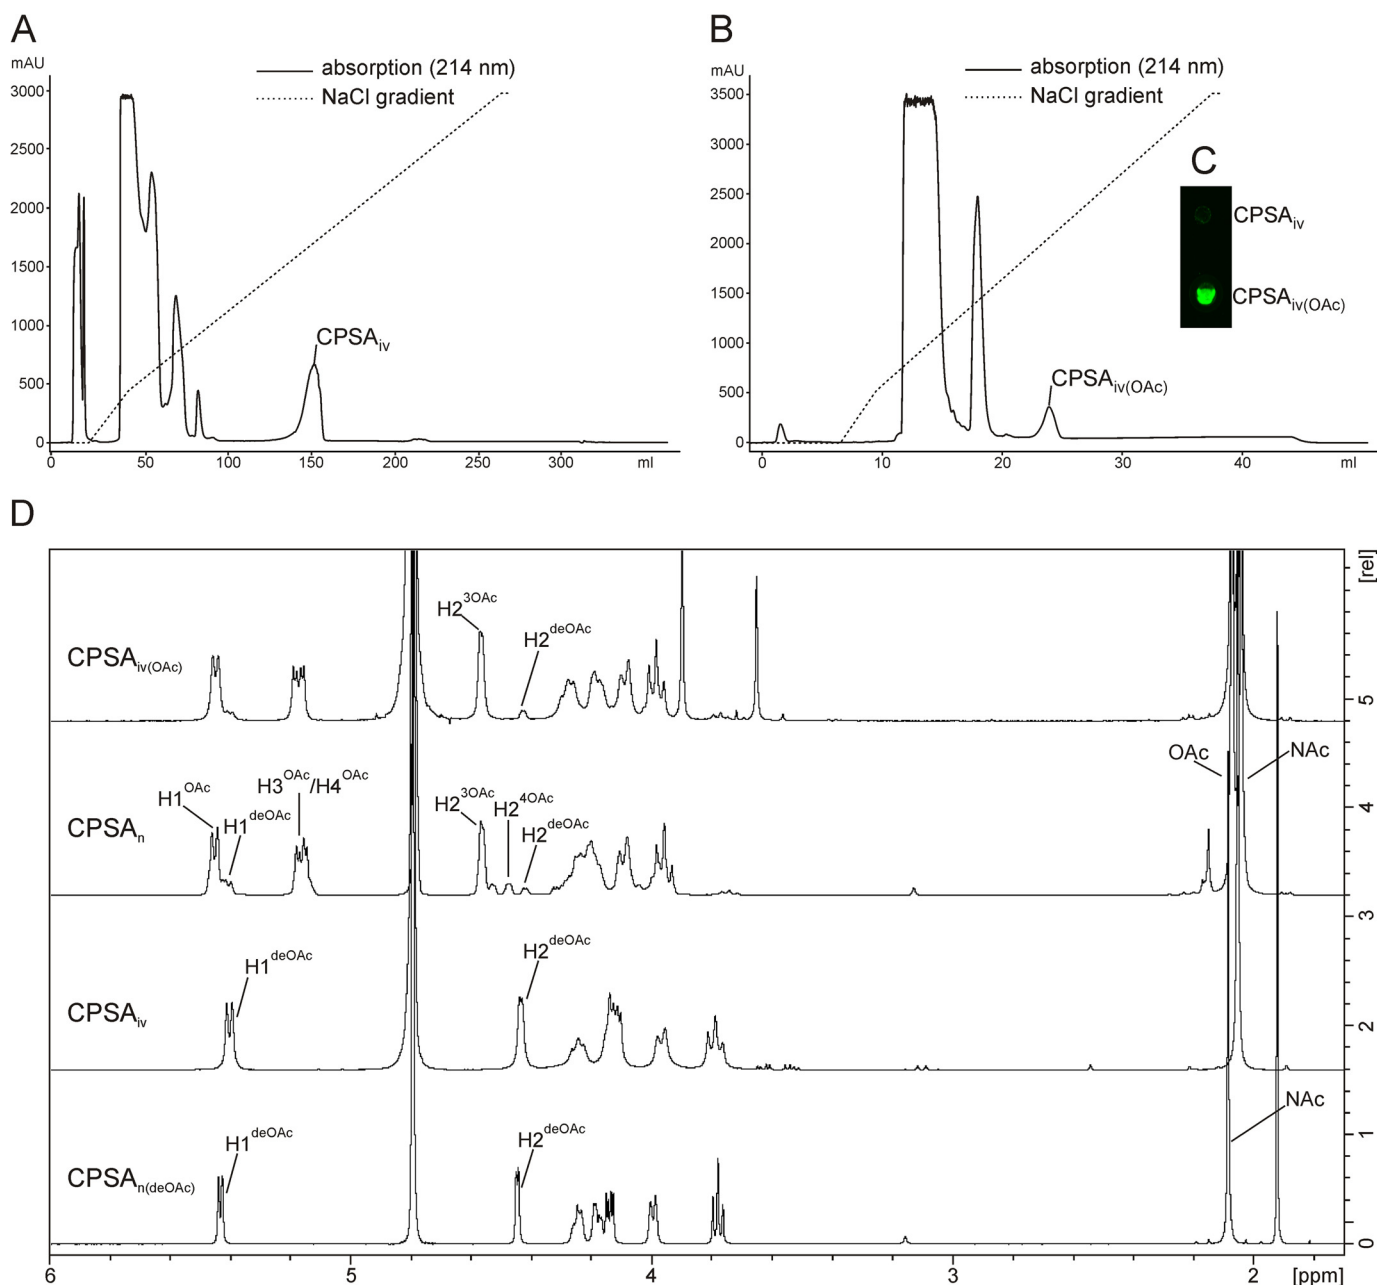 A
mAU
absorption (214 nm)
NaCl gradient
3000
2500
2000
1500
1000
500
0
CPSAiv
0 50 100 150 200 250 300 ml
B
mAU
absorption (214 nm)
NaCl gradient
3500
3000
2500
2000
1500
1000
500
0
CPSAiv(OAc)
0 10 20 30 40 ml
C
CPSAiv
CPSAiv(OAc)
D
[rel]
CPSAiv(OAc)
H23OAc
H2deOAc
5
CPSAn
H1OAc
H1deOAc
H3OAc/H4OAc
H23OAc
H24OAc
H2deOAc
OAc
NAc
4
3
CPSAiv
H1deOAc
H2deOAc
2
CPSAn(deOAc)
H1deOAc
H2deOAc
NAc
1
0
6 5 4 3 2 [ppm]